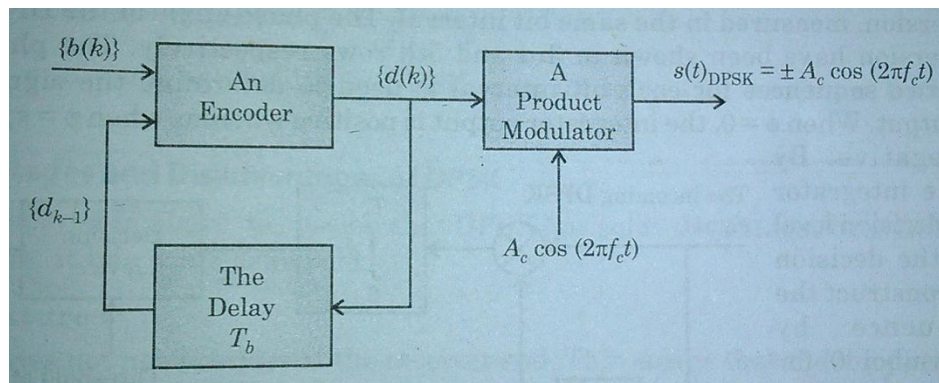 {b(k)}
An
Encoder
{d(k)}
A
Product
Modulator
s(t)DPSK = ± Ac cos (2πfct)
{dk−1}
Ac cos (2πfct)
The
Delay
Tb